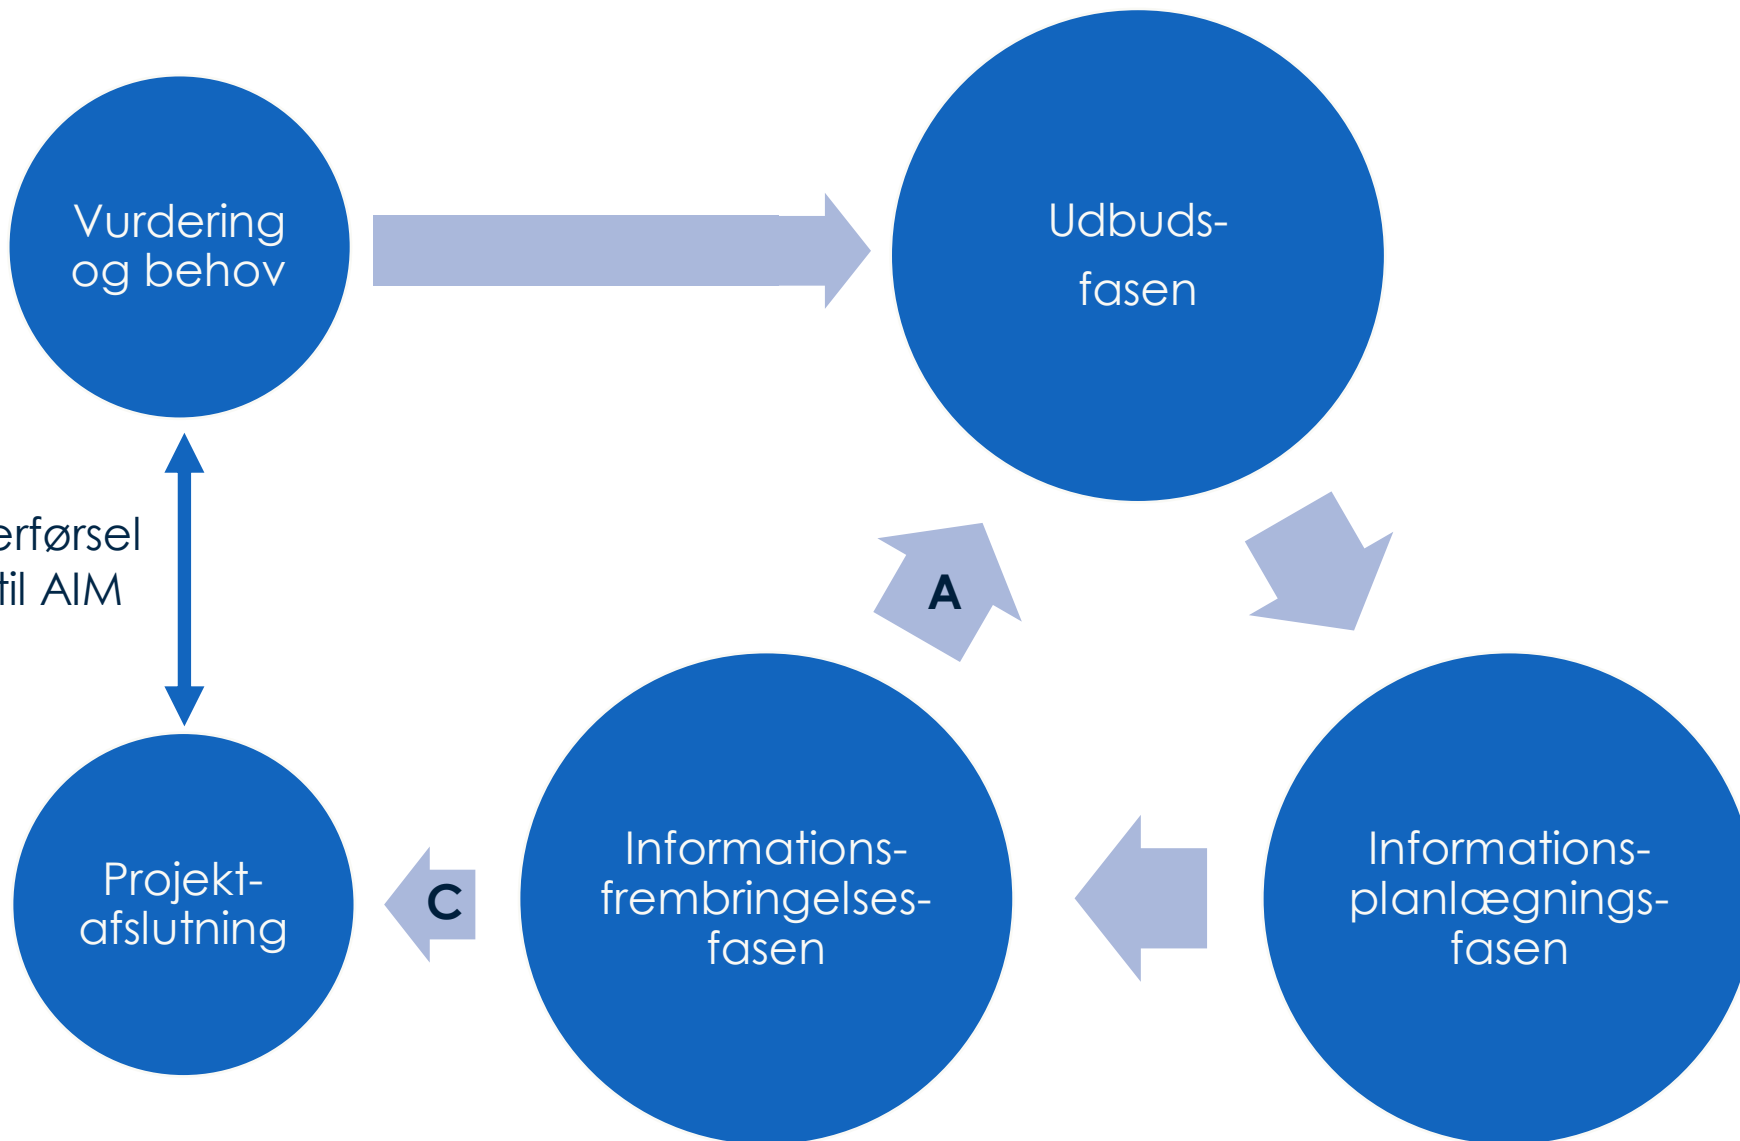 Vurdering
og behov
Udbuds-
fasen
erførsel
til AIM
A
Informations-
frembringelses-
fasen
Informations-
planlægnings-
fasen
C
Projekt-
afslutning